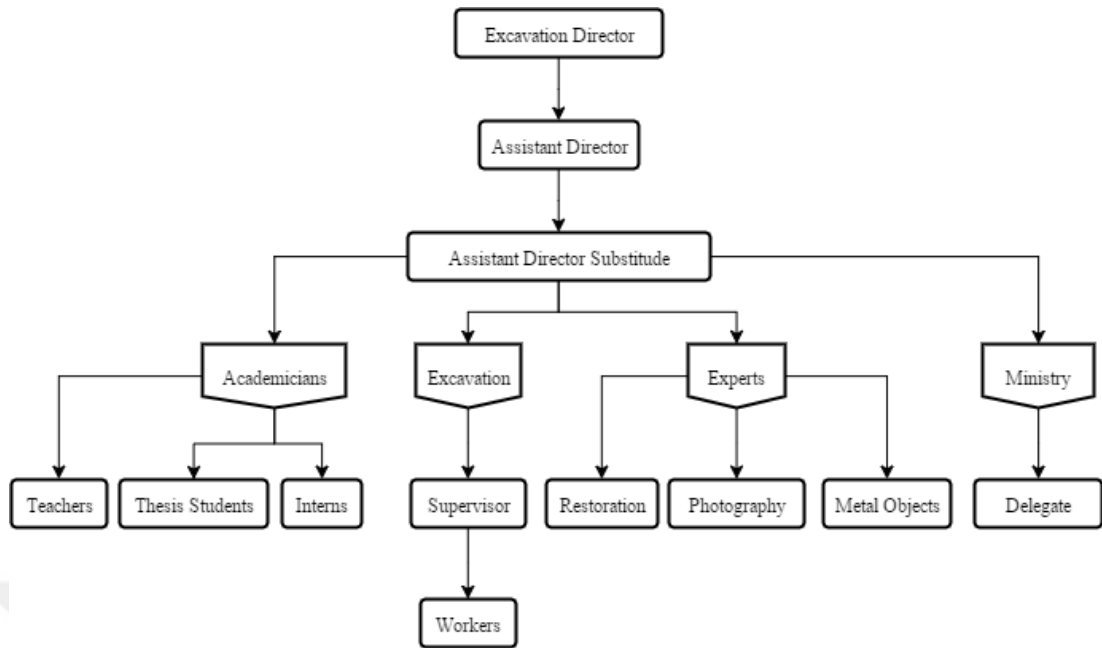 Excavation Director
Assistant Director
Assistant Director Substitude
Academicians
Excavation
Experts
Ministry
Teachers
Thesis Students
Interns
Supervisor
Restoration
Photography
Metal Objects
Delegate
Workers